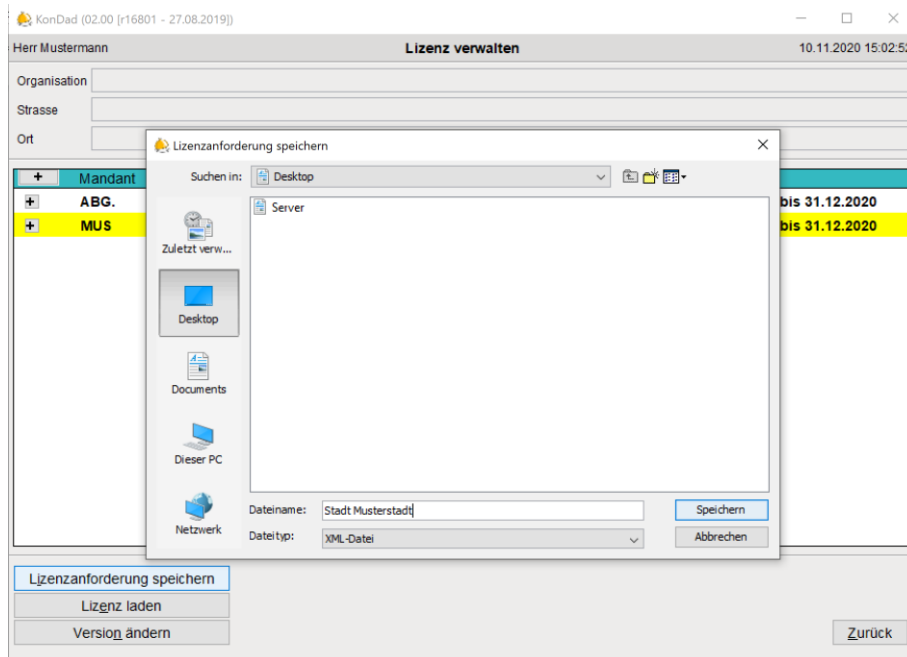 KonDad (02.00 [r16801 - 27.08.2019])
Herr Mustermann Lizenz verwalten 10.11.2020 15:02:52
Organisation
Strasse
Ort
Lizenzanforderung speichern
Suchen in: Desktop
+ Mandant
+ ABG. bis 31.12.2020
+ MUS bis 31.12.2020
Server
Zuletzt verw...
Desktop
Documents
Dieser PC
Netzwerk
Dateiname: Stadt Musterstadt Speichern
Dateityp: XML-Datei Abbrechen
Lizenzanforderung speichern
Lizenz laden
Version ändern Zurück